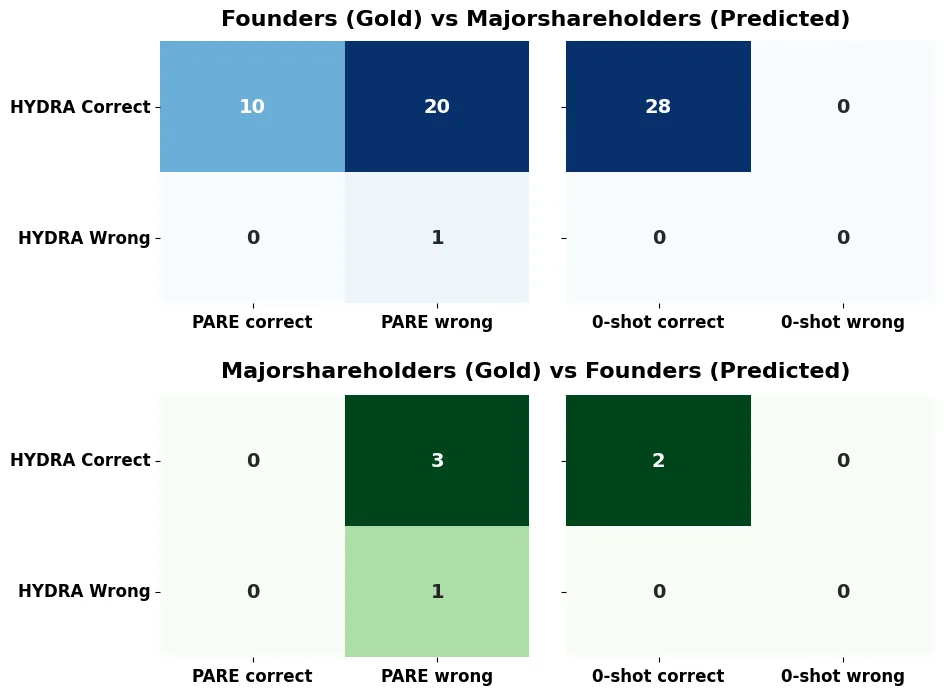 Founders (Gold) vs Majorshareholders (Predicted)
HYDRA Correct 10 20 28 0
HYDRA Wrong 0 1 0 0
PARE correct PARE wrong 0-shot correct 0-shot wrong
Majorshareholders (Gold) vs Founders (Predicted)
HYDRA Correct 0 3 2 0
HYDRA Wrong 0 1 0 0
PARE correct PARE wrong 0-shot correct 0-shot wrong